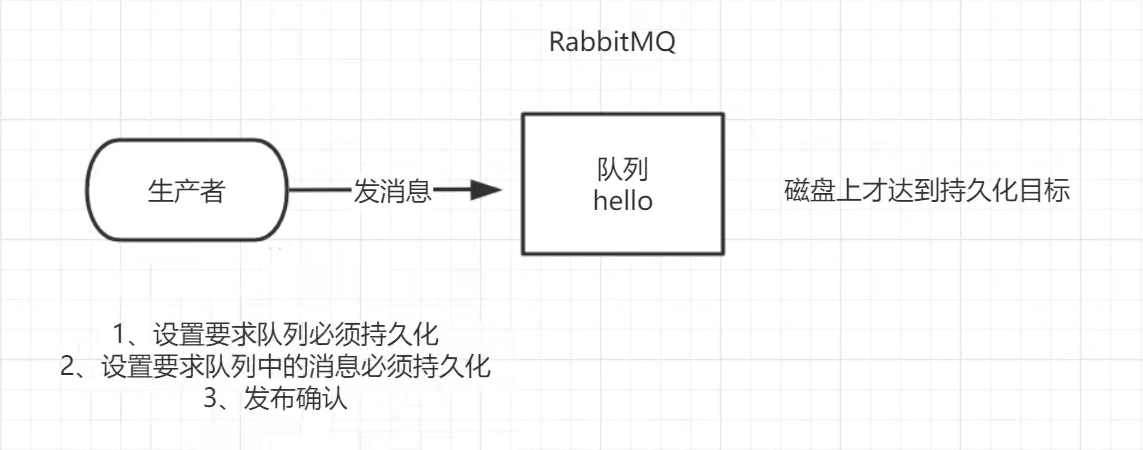 RabbitMQ
生产者
发消息
队列
hello
磁盘上才达到持久化目标
1、设置要求队列必须持久化
2、设置要求队列中的消息必须持久化
3、发布确认